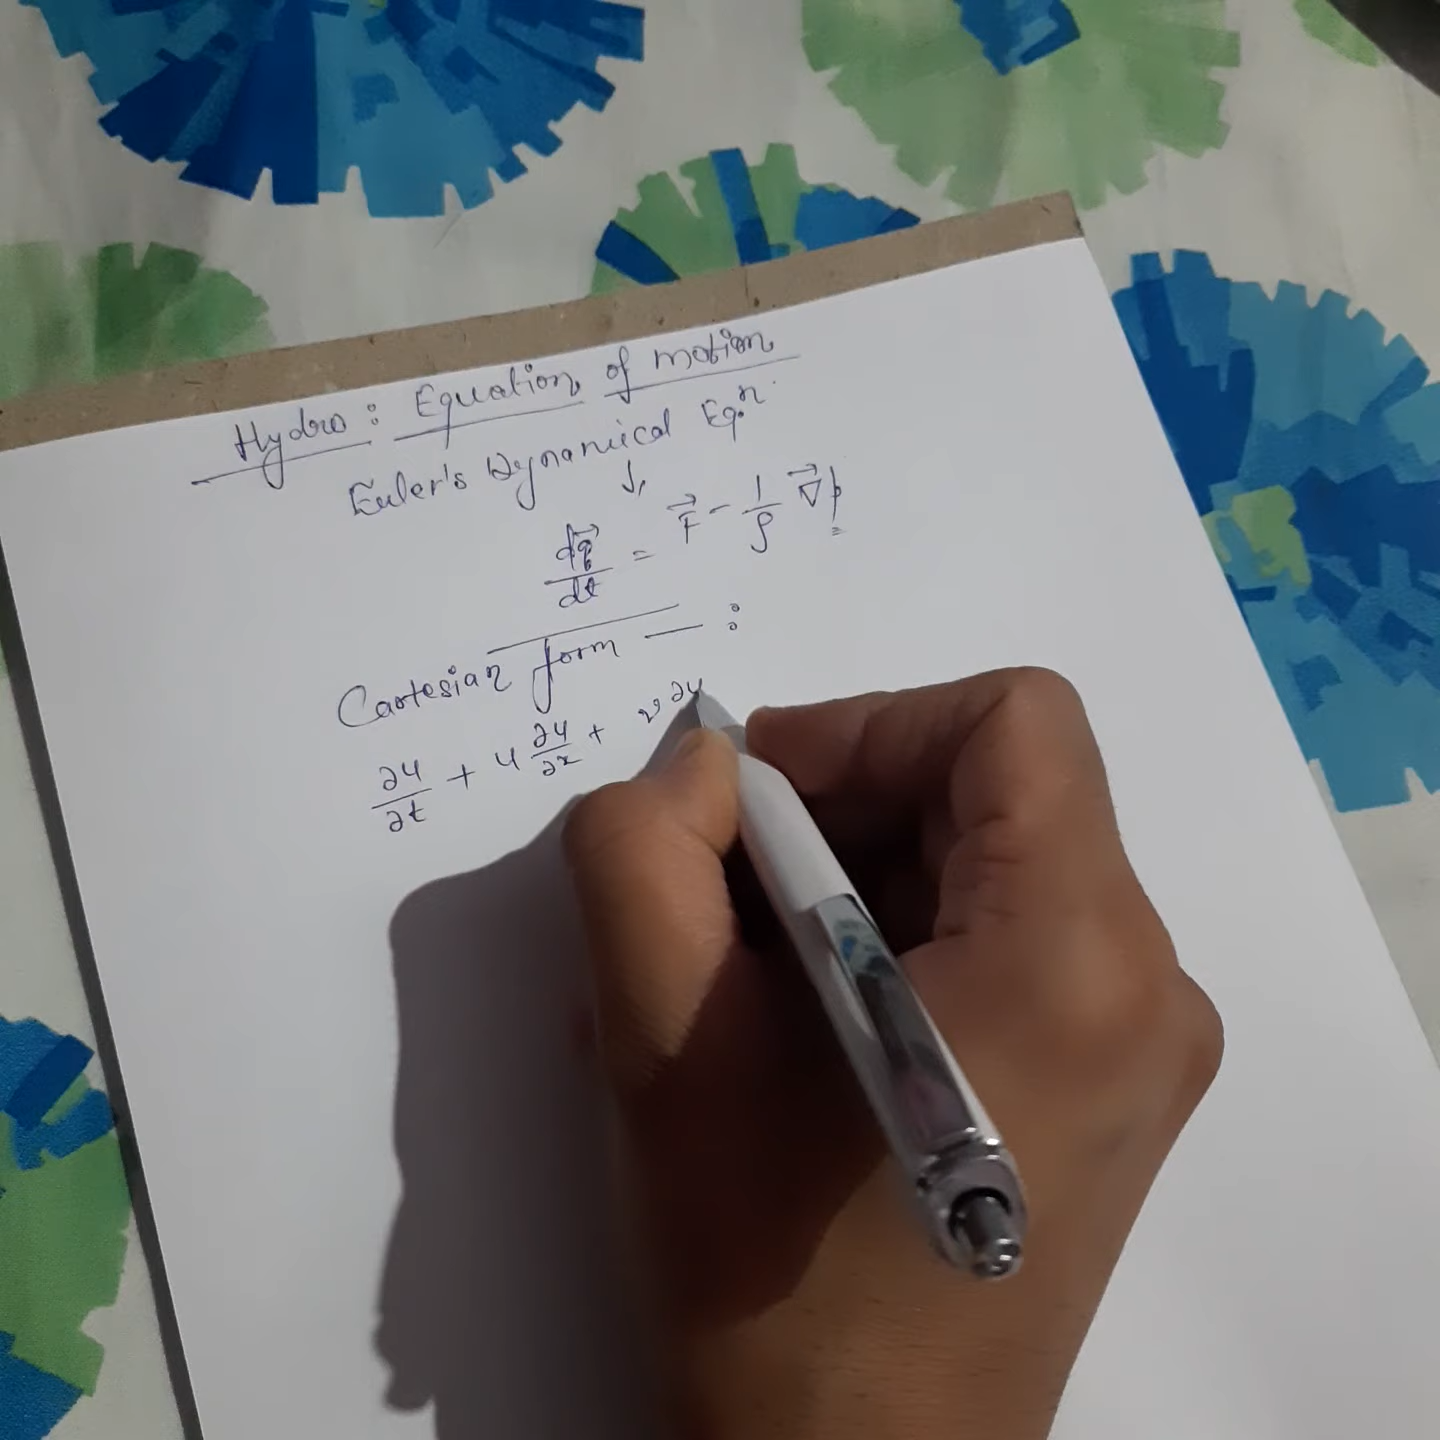 Hydro: Equation of motion
Euler's Dynamical Eqⁿ.
↓
dq⃗/dt = F⃗ - 1/ρ ∇⃗p
Cartesian form — :
∂u/∂t + u ∂u/∂x + v ∂u